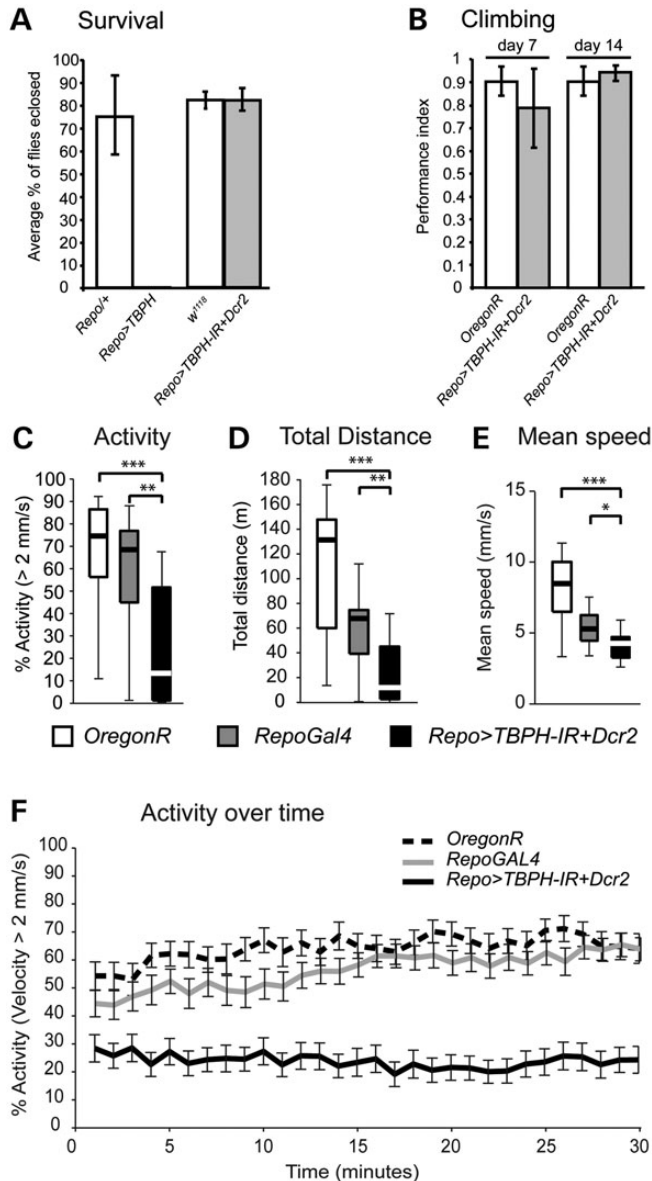 A Survival
Average % of flies eclosed
100
90
80
70
60
50
40
30
20
10
0
Repo/+
Repo>TBPH
w1118
Repo>TBPH-IR+Dcr2
B Climbing
day 7 day 14
Performance index
1
0.9
0.8
0.7
0.6
0.5
0.4
0.3
0.2
0.1
0
OregonR
Repo>TBPH-IR+Dcr2
OregonR
Repo>TBPH-IR+Dcr2
C Activity
% Activity (> 2 mm/s)
100
90
80
70
60
50
40
30
20
10
0
***
**
D Total Distance
Total distance (m)
180
160
140
120
100
80
60
40
20
0
***
**
E Mean speed
Mean speed (mm/s)
15
10
5
0
***
*
OregonR RepoGal4 Repo>TBPH-IR+Dcr2
F Activity over time
% Activity (Velocity > 2 mm/s)
100
90
80
70
60
50
40
30
20
10
0
OregonR
RepoGAL4
Repo>TBPH-IR+Dcr2
0 5 10 15 20 25 30
Time (minutes)